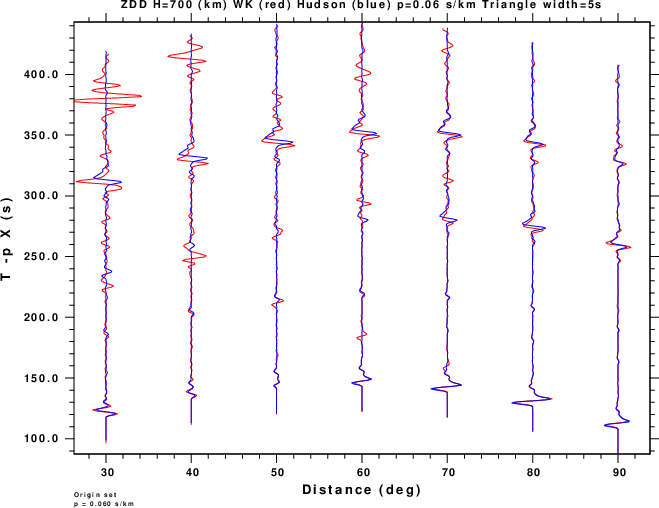 ZDD H=700 (km) WK (red) Hudson (blue) p=0.06 s/km Triangle width=5s
400.0
350.0
300.0
250.0
200.0
150.0
100.0
T -p X (s)
30 40 50 60 70 80 90
Distance (deg)
Origin set
p = 0.060 s/km